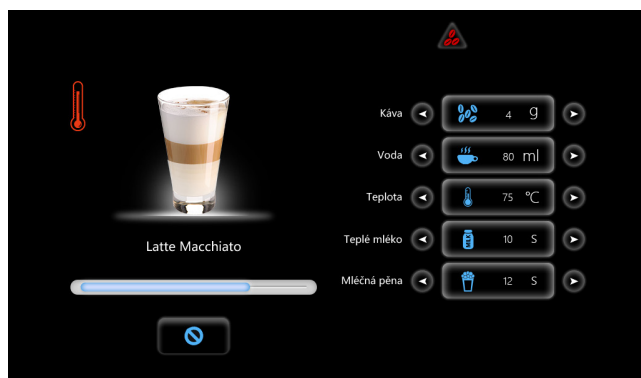 Káva 4 g
Voda 80 ml
Teplota 75 °C
Latte Macchiato
Teplé mléko 10 S
Mléčná pěna 12 S